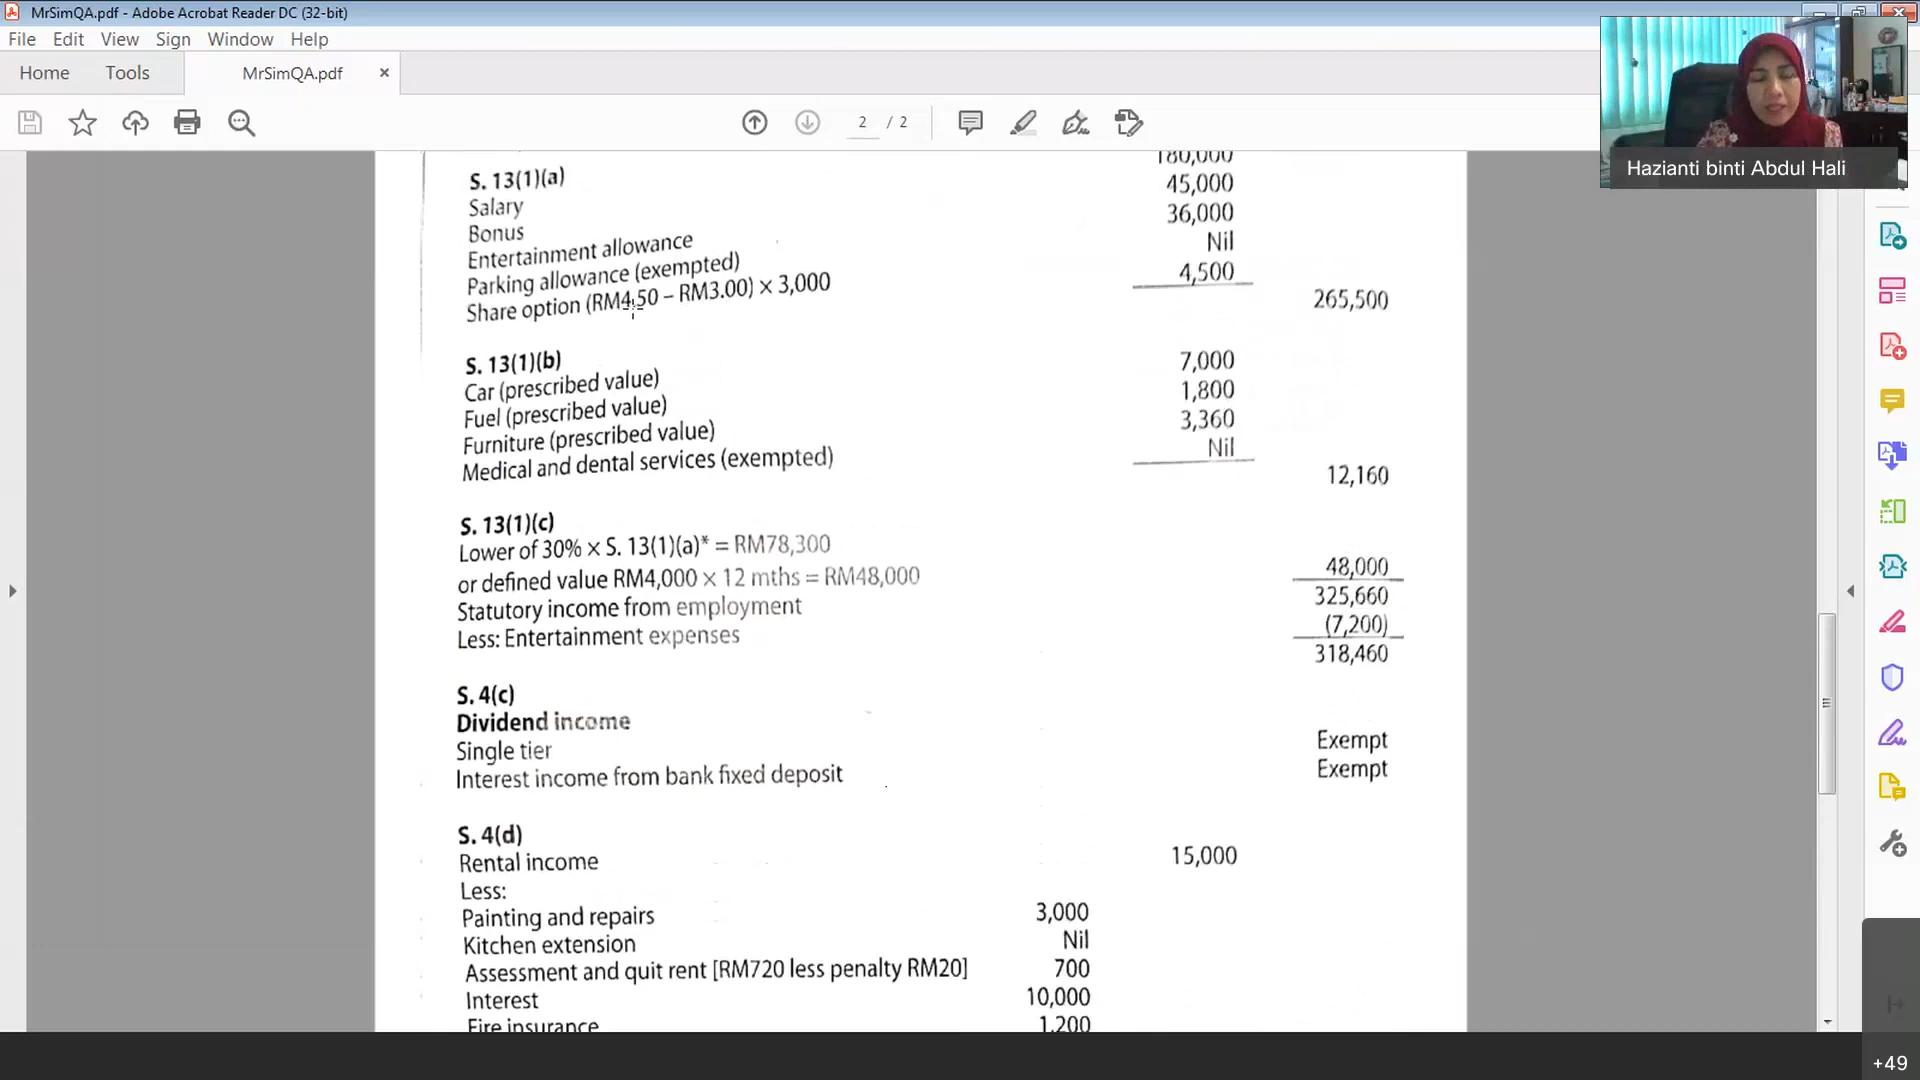 MrSimQA.pdf - Adobe Acrobat Reader DC (32-bit)
File Edit View Sign Window Help
Home Tools MrSimQA.pdf
2 / 2
Hazianti binti Abdul Hali
180,000
S. 13(1)(a) 45,000
Salary 36,000
Bonus Nil
Entertainment allowance 4,500
Parking allowance (exempted)
Share option (RM4.50 – RM3.00) × 3,000 265,500
S. 13(1)(b) 7,000
Car (prescribed value) 1,800
Fuel (prescribed value) 3,360
Furniture (prescribed value) Nil
Medical and dental services (exempted) 12,160
S. 13(1)(c)
Lower of 30% × S. 13(1)(a)* = RM78,300
or defined value RM4,000 × 12 mths = RM48,000 48,000
Statutory income from employment 325,660
Less: Entertainment expenses (7,200)
318,460
S. 4(c)
Dividend income
Single tier Exempt
Interest income from bank fixed deposit Exempt
S. 4(d)
Rental income 15,000
Less:
Painting and repairs 3,000
Kitchen extension Nil
Assessment and quit rent [RM720 less penalty RM20] 700
Interest 10,000
Fire insurance 1,200
+49